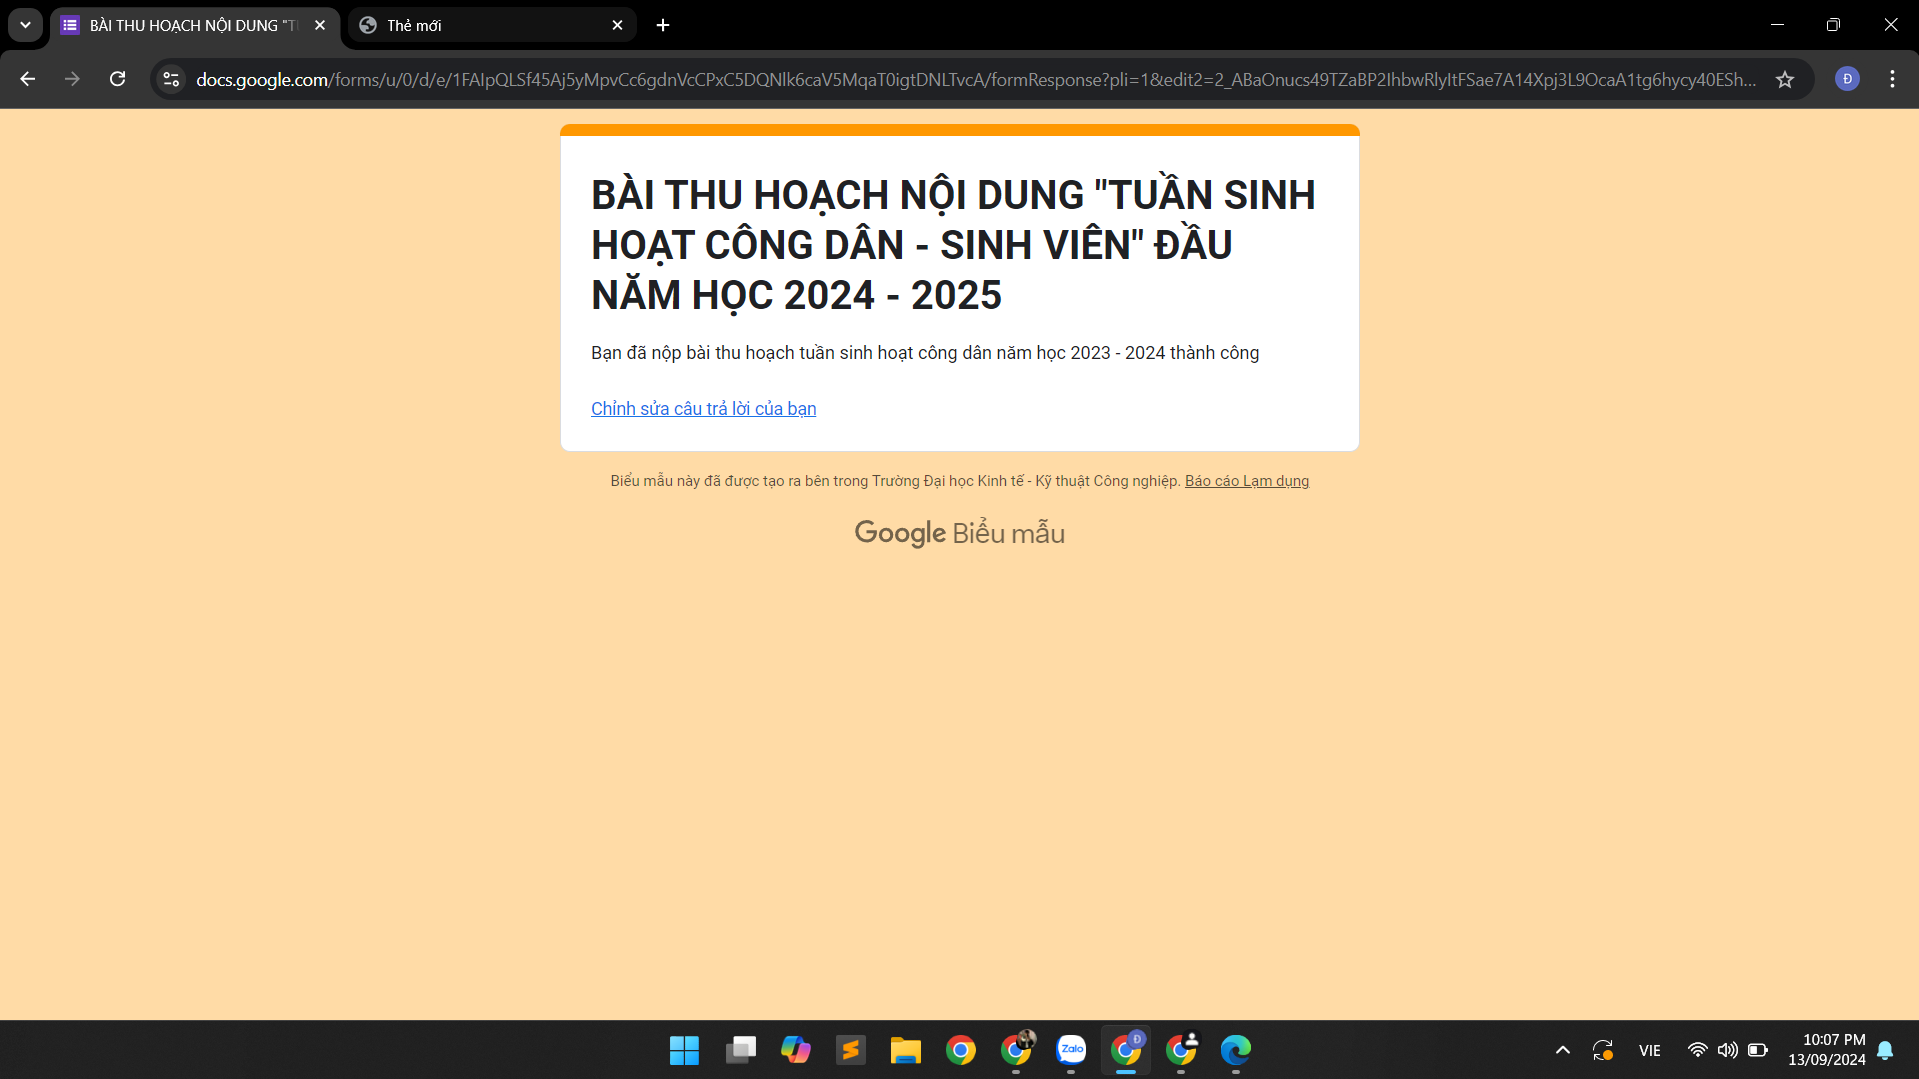 BÀI THU HOẠCH NỘI DUNG "T
Thẻ mới
docs.google.com/forms/u/0/d/e/1FAIpQLSf45Aj5yMpvCc6gdnVcCPxC5DQNlk6caV5MqaT0igtDNLTvcA/formResponse?pli=1&edit2=2_ABaOnucs49TZaBP2IhbwRlyItFSae7A14Xpj3L9OcaA1tg6hycy40ESh...
Đ
BÀI THU HOẠCH NỘI DUNG "TUẦN SINH
HOẠT CÔNG DÂN - SINH VIÊN" ĐẦU
NĂM HỌC 2024 - 2025
Bạn đã nộp bài thu hoạch tuần sinh hoạt công dân năm học 2023 - 2024 thành công
Chỉnh sửa câu trả lời của bạn
Biểu mẫu này đã được tạo ra bên trong Trường Đại học Kinh tế - Kỹ thuật Công nghiệp. Báo cáo Lạm dụng
Google Biểu mẫu
Zalo
Đ
VIE
10:07 PM
13/09/2024